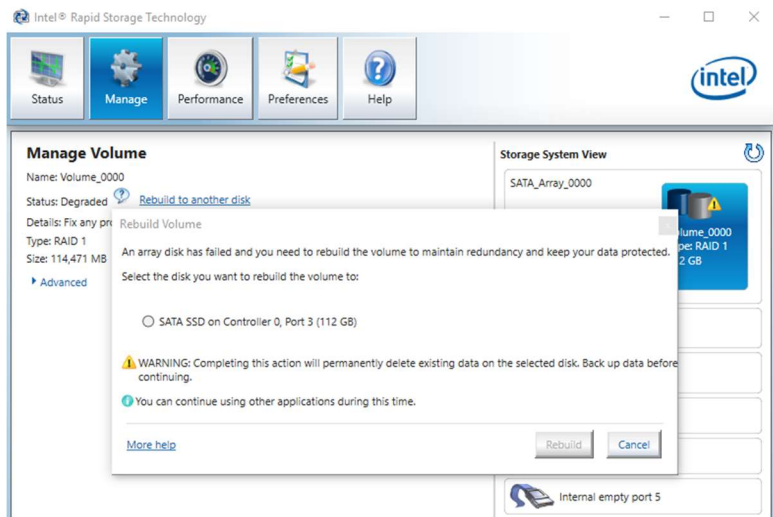 Intel® Rapid Storage Technology
Status
Manage
Performance
Preferences
Help
intel
Manage Volume
Name: Volume_0000
Status: Degraded
Rebuild to another disk
Details: Fix any
Type: RAID 1
Size: 114,471 MB
Advanced
Storage System View
SATA_Array_0000
RAID 1
2 GB
Rebuild Volume
An array disk has failed and you need to rebuild the volume to maintain redundancy and keep your data protected.
Select the disk you want to rebuild the volume to:
SATA SSD on Controller 0, Port 3 (112 GB)
WARNING: Completing this action will permanently delete existing data on the selected disk. Back up data before
continuing.
You can continue using other applications during this time.
More help
Rebuild
Cancel
Internal empty port 5